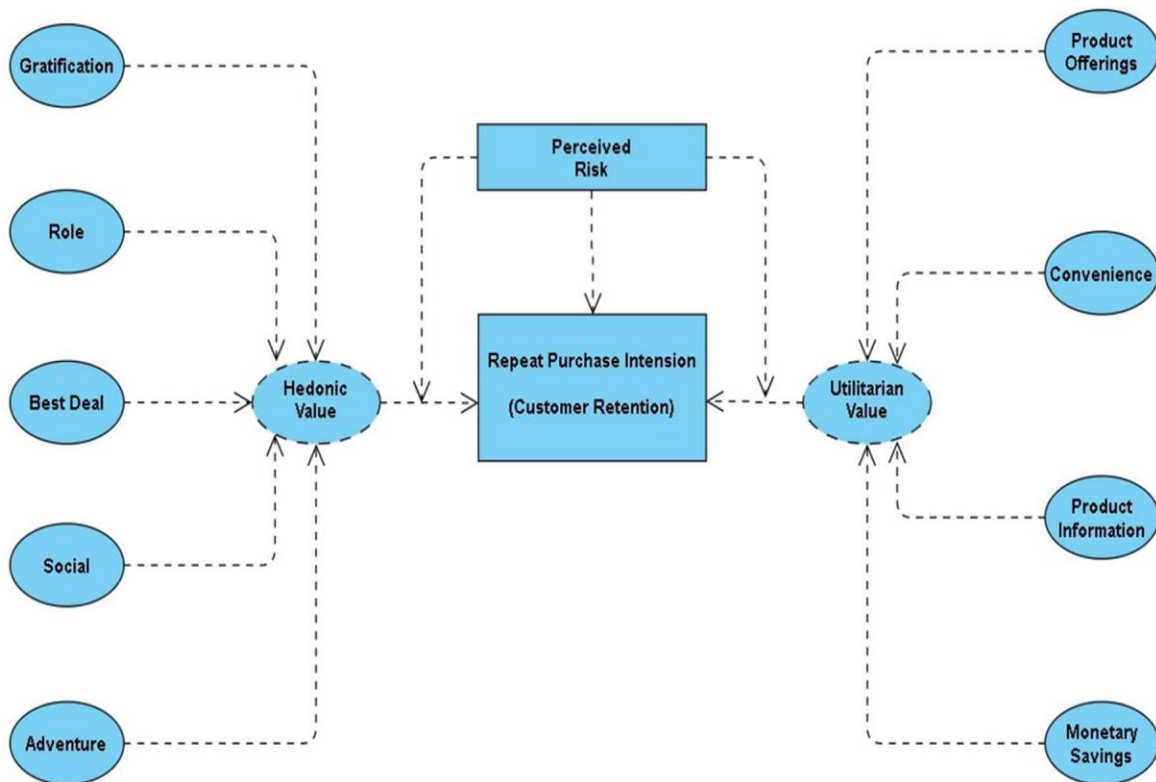 Gratification
Role
Best Deal
Social
Adventure
Hedonic
Value
Perceived
Risk
Repeat Purchase Intension
(Customer Retention)
Utilitarian
Value
Product
Offerings
Convenience
Product
Information
Monetary
Savings